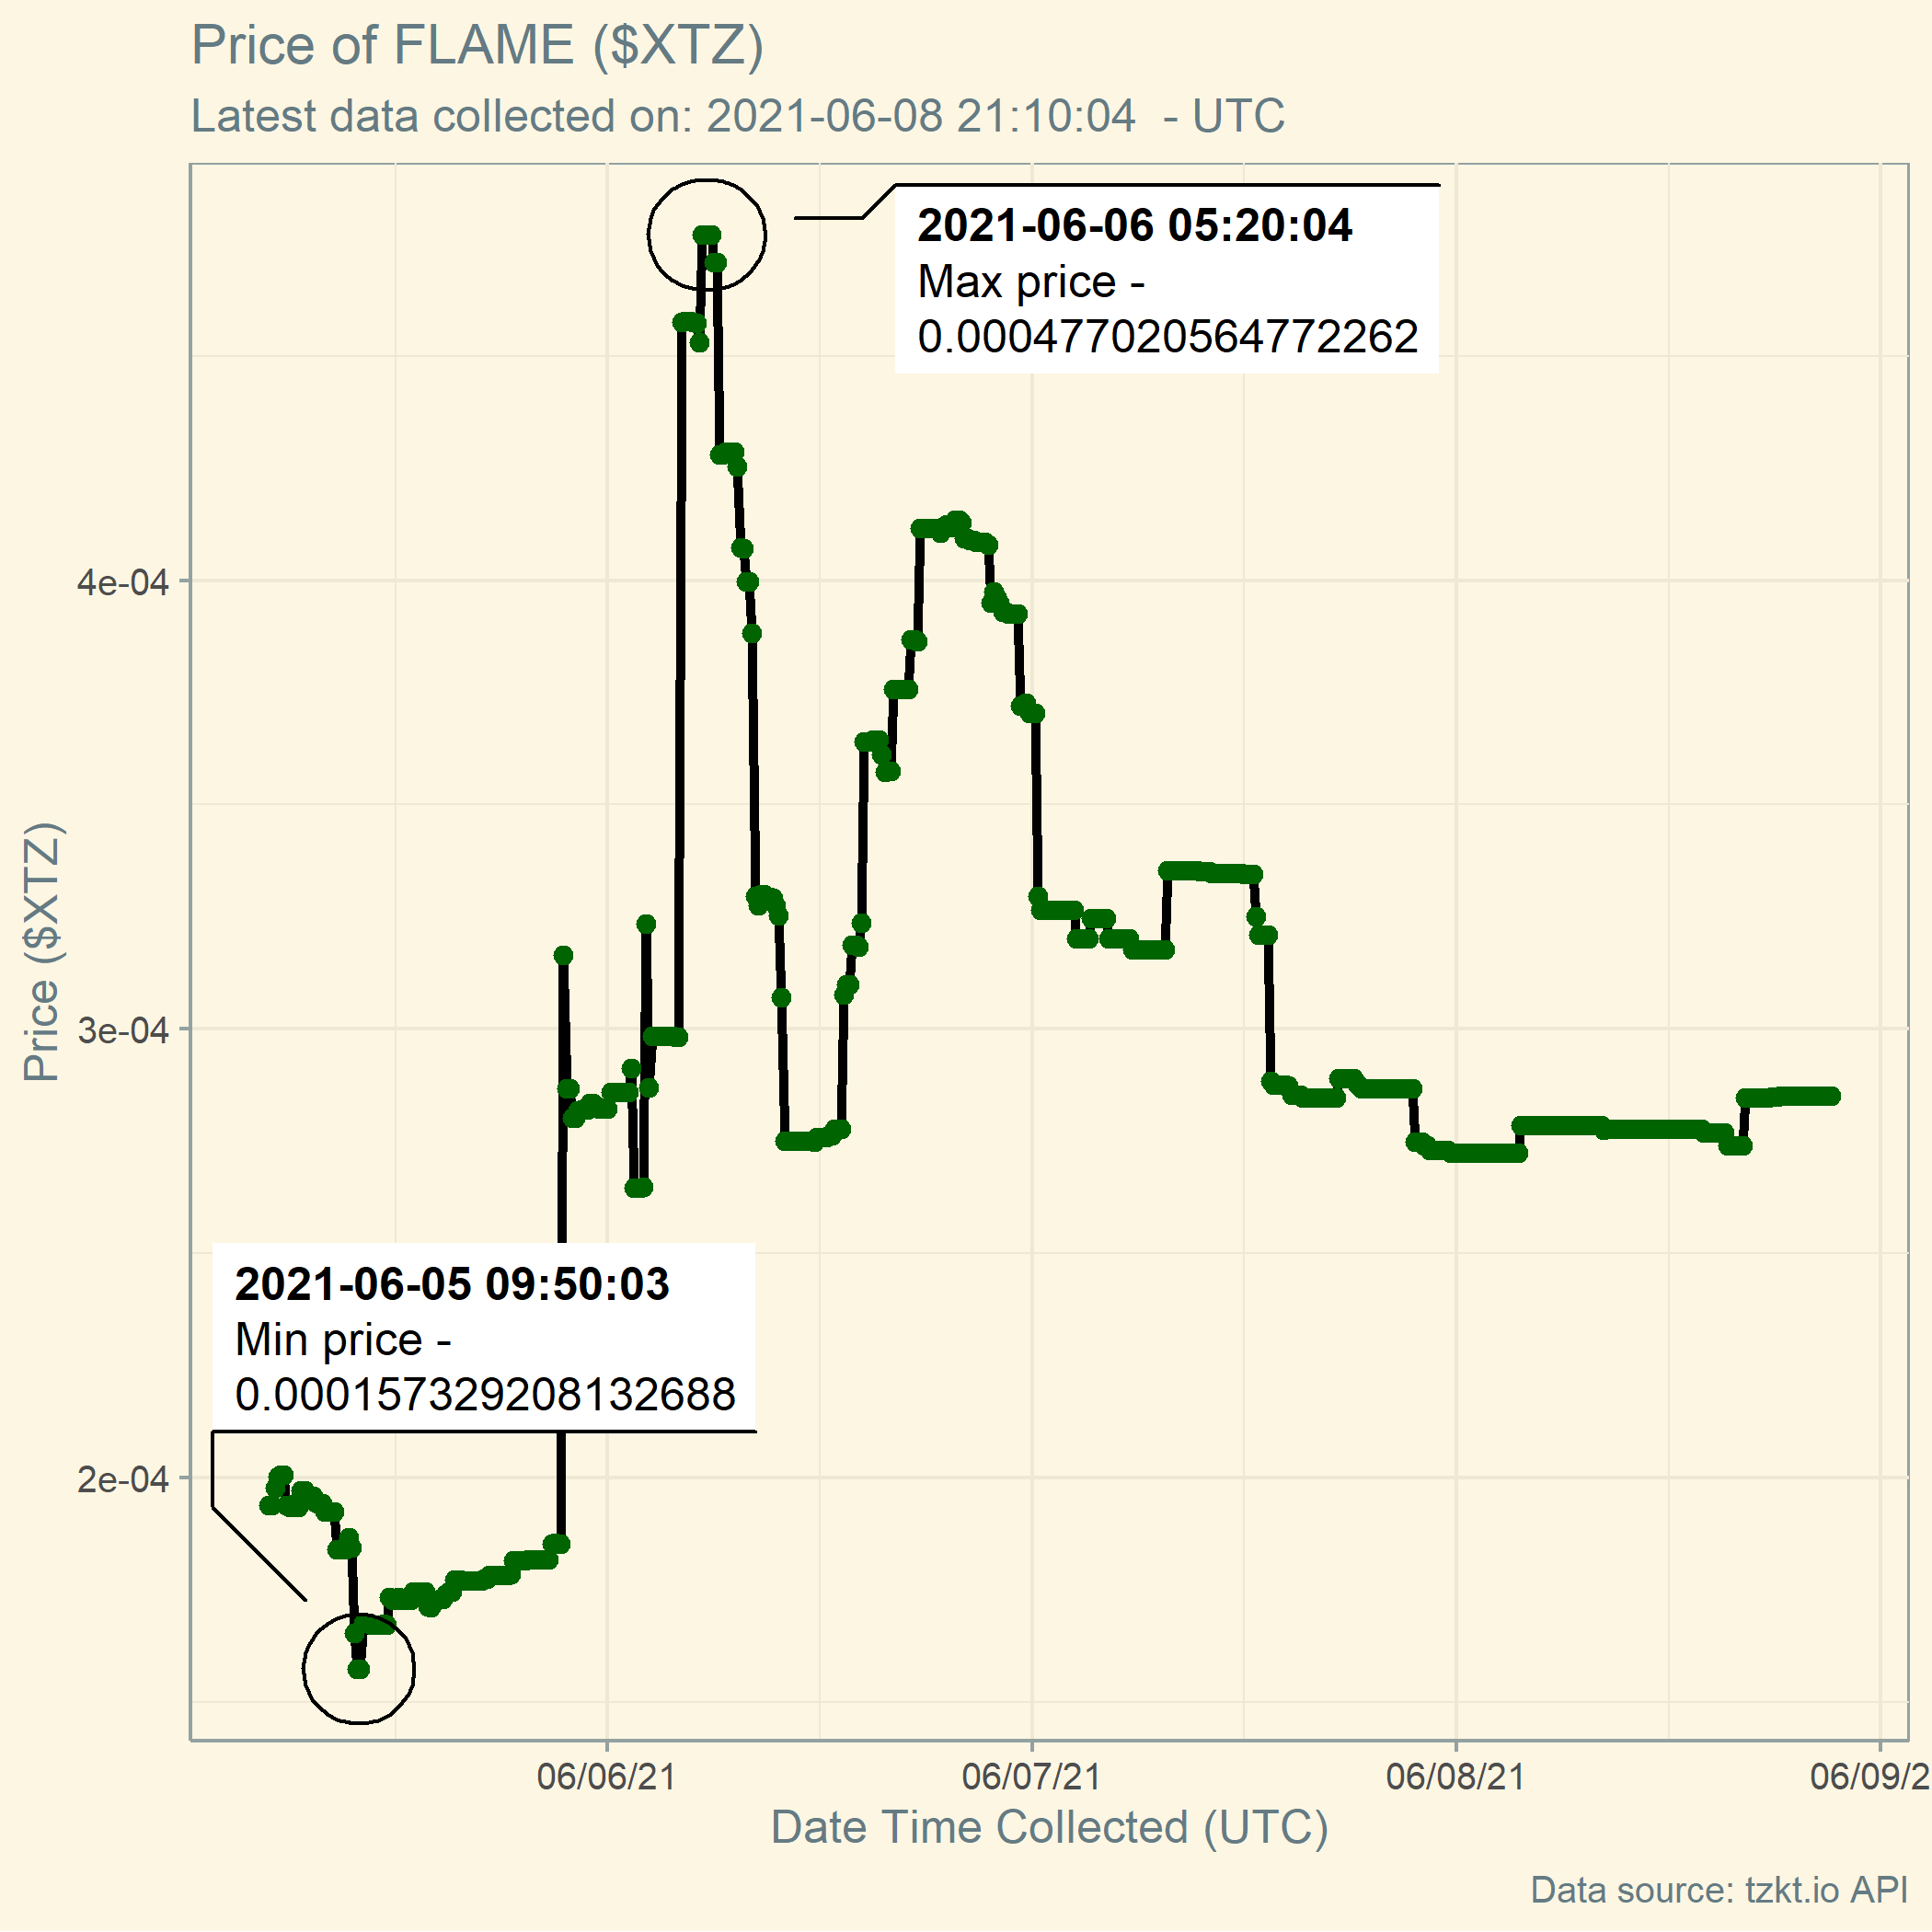 Price of FLAME ($XTZ)
Latest data collected on: 2021-06-08 21:10:04  - UTC
2021-06-06 05:20:04
Max price -
0.000477020564772262
4e-04
Price ($XTZ)
3e-04
2021-06-05 09:50:03
Min price -
0.000157329208132688
2e-04
06/06/21
06/07/21
06/08/21
06/09/2
Date Time Collected (UTC)
Data source: tzkt.io API